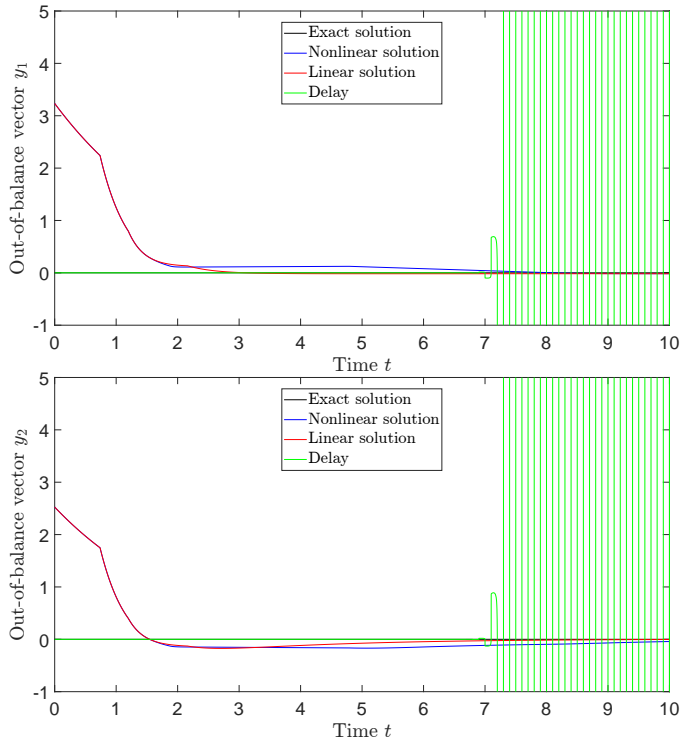 Out-of-balance vector y₁
5
4
3
2
1
0
-1
Exact solution
Nonlinear solution
Linear solution
Delay
0 1 2 3 4 5 6 7 8 9 10
Time t
Out-of-balance vector y₂
5
4
3
2
1
0
-1
Exact solution
Nonlinear solution
Linear solution
Delay
0 1 2 3 4 5 6 7 8 9 10
Time t